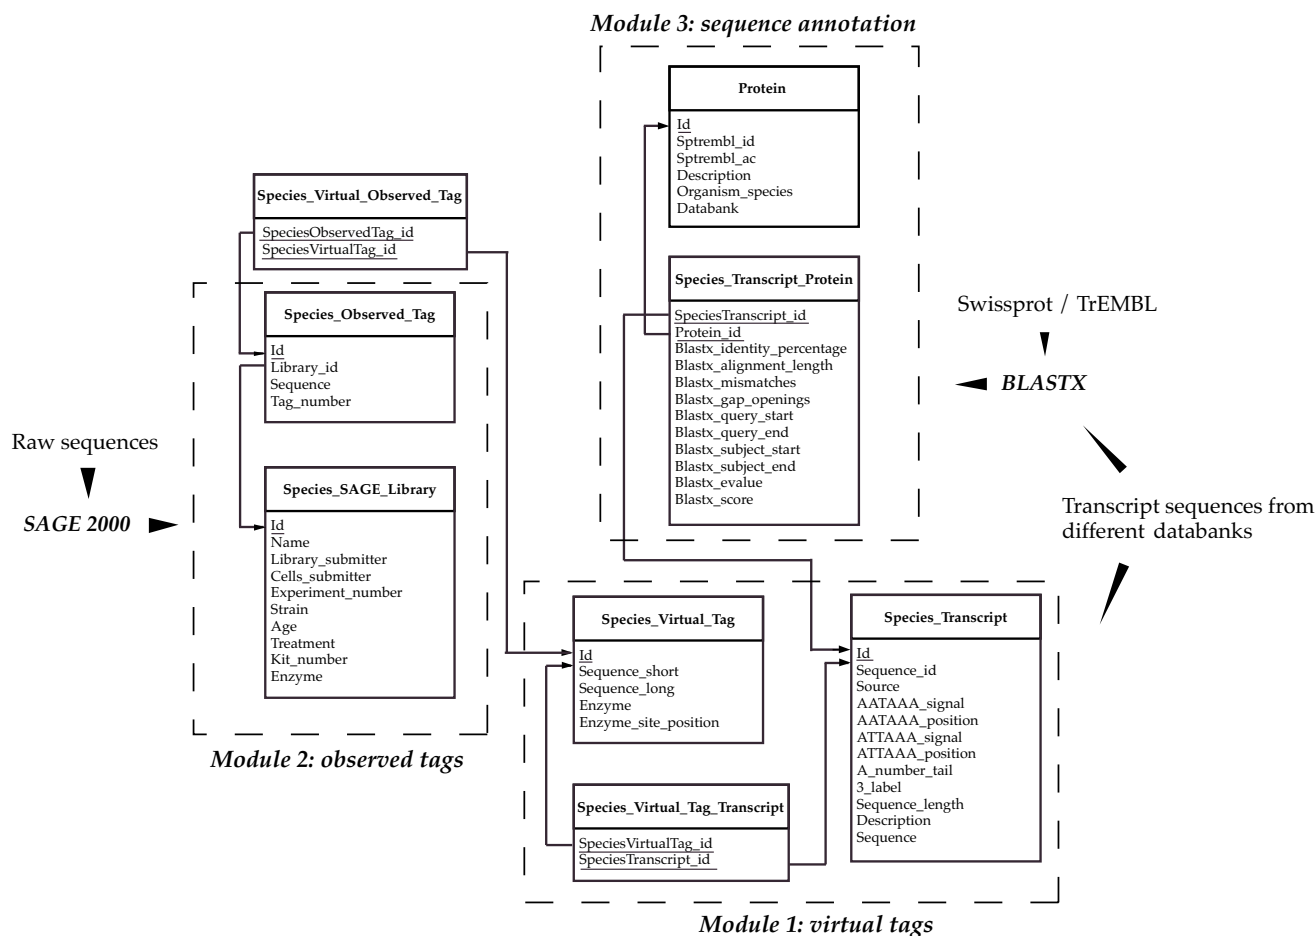 Module 3: sequence annotation
Protein
Id
Sptrembl_id
Sptrembl_ac
Description
Organism_species
Databank
Species_Transcript_Protein
SpeciesTranscript_id
Protein_id
Blastx_identity_percentage
Blastx_alignment_length
Blastx_mismatches
Blastx_gap_openings
Blastx_query_start
Blastx_query_end
Blastx_subject_start
Blastx_subject_end
Blastx_evalue
Blastx_score
Swissprot / TrEMBL
BLASTX
Transcript sequences from
different databanks
Species_Virtual_Observed_Tag
SpeciesObservedTag_id
SpeciesVirtualTag_id
Species_Observed_Tag
Id
Library_id
Sequence
Tag_number
Raw sequences
SAGE 2000
Species_SAGE_Library
Id
Name
Library_submitter
Cells_submitter
Experiment_number
Strain
Age
Treatment
Kit_number
Enzyme
Module 2: observed tags
Species_Virtual_Tag
Id
Sequence_short
Sequence_long
Enzyme
Enzyme_site_position
Species_Virtual_Tag_Transcript
SpeciesVirtualTag_id
SpeciesTranscript_id
Species_Transcript
Id
Sequence_id
Source
AATAAA_signal
AATAAA_position
ATTAAA_signal
ATTAAA_position
A_number_tail
3_label
Sequence_length
Description
Sequence
Module 1: virtual tags